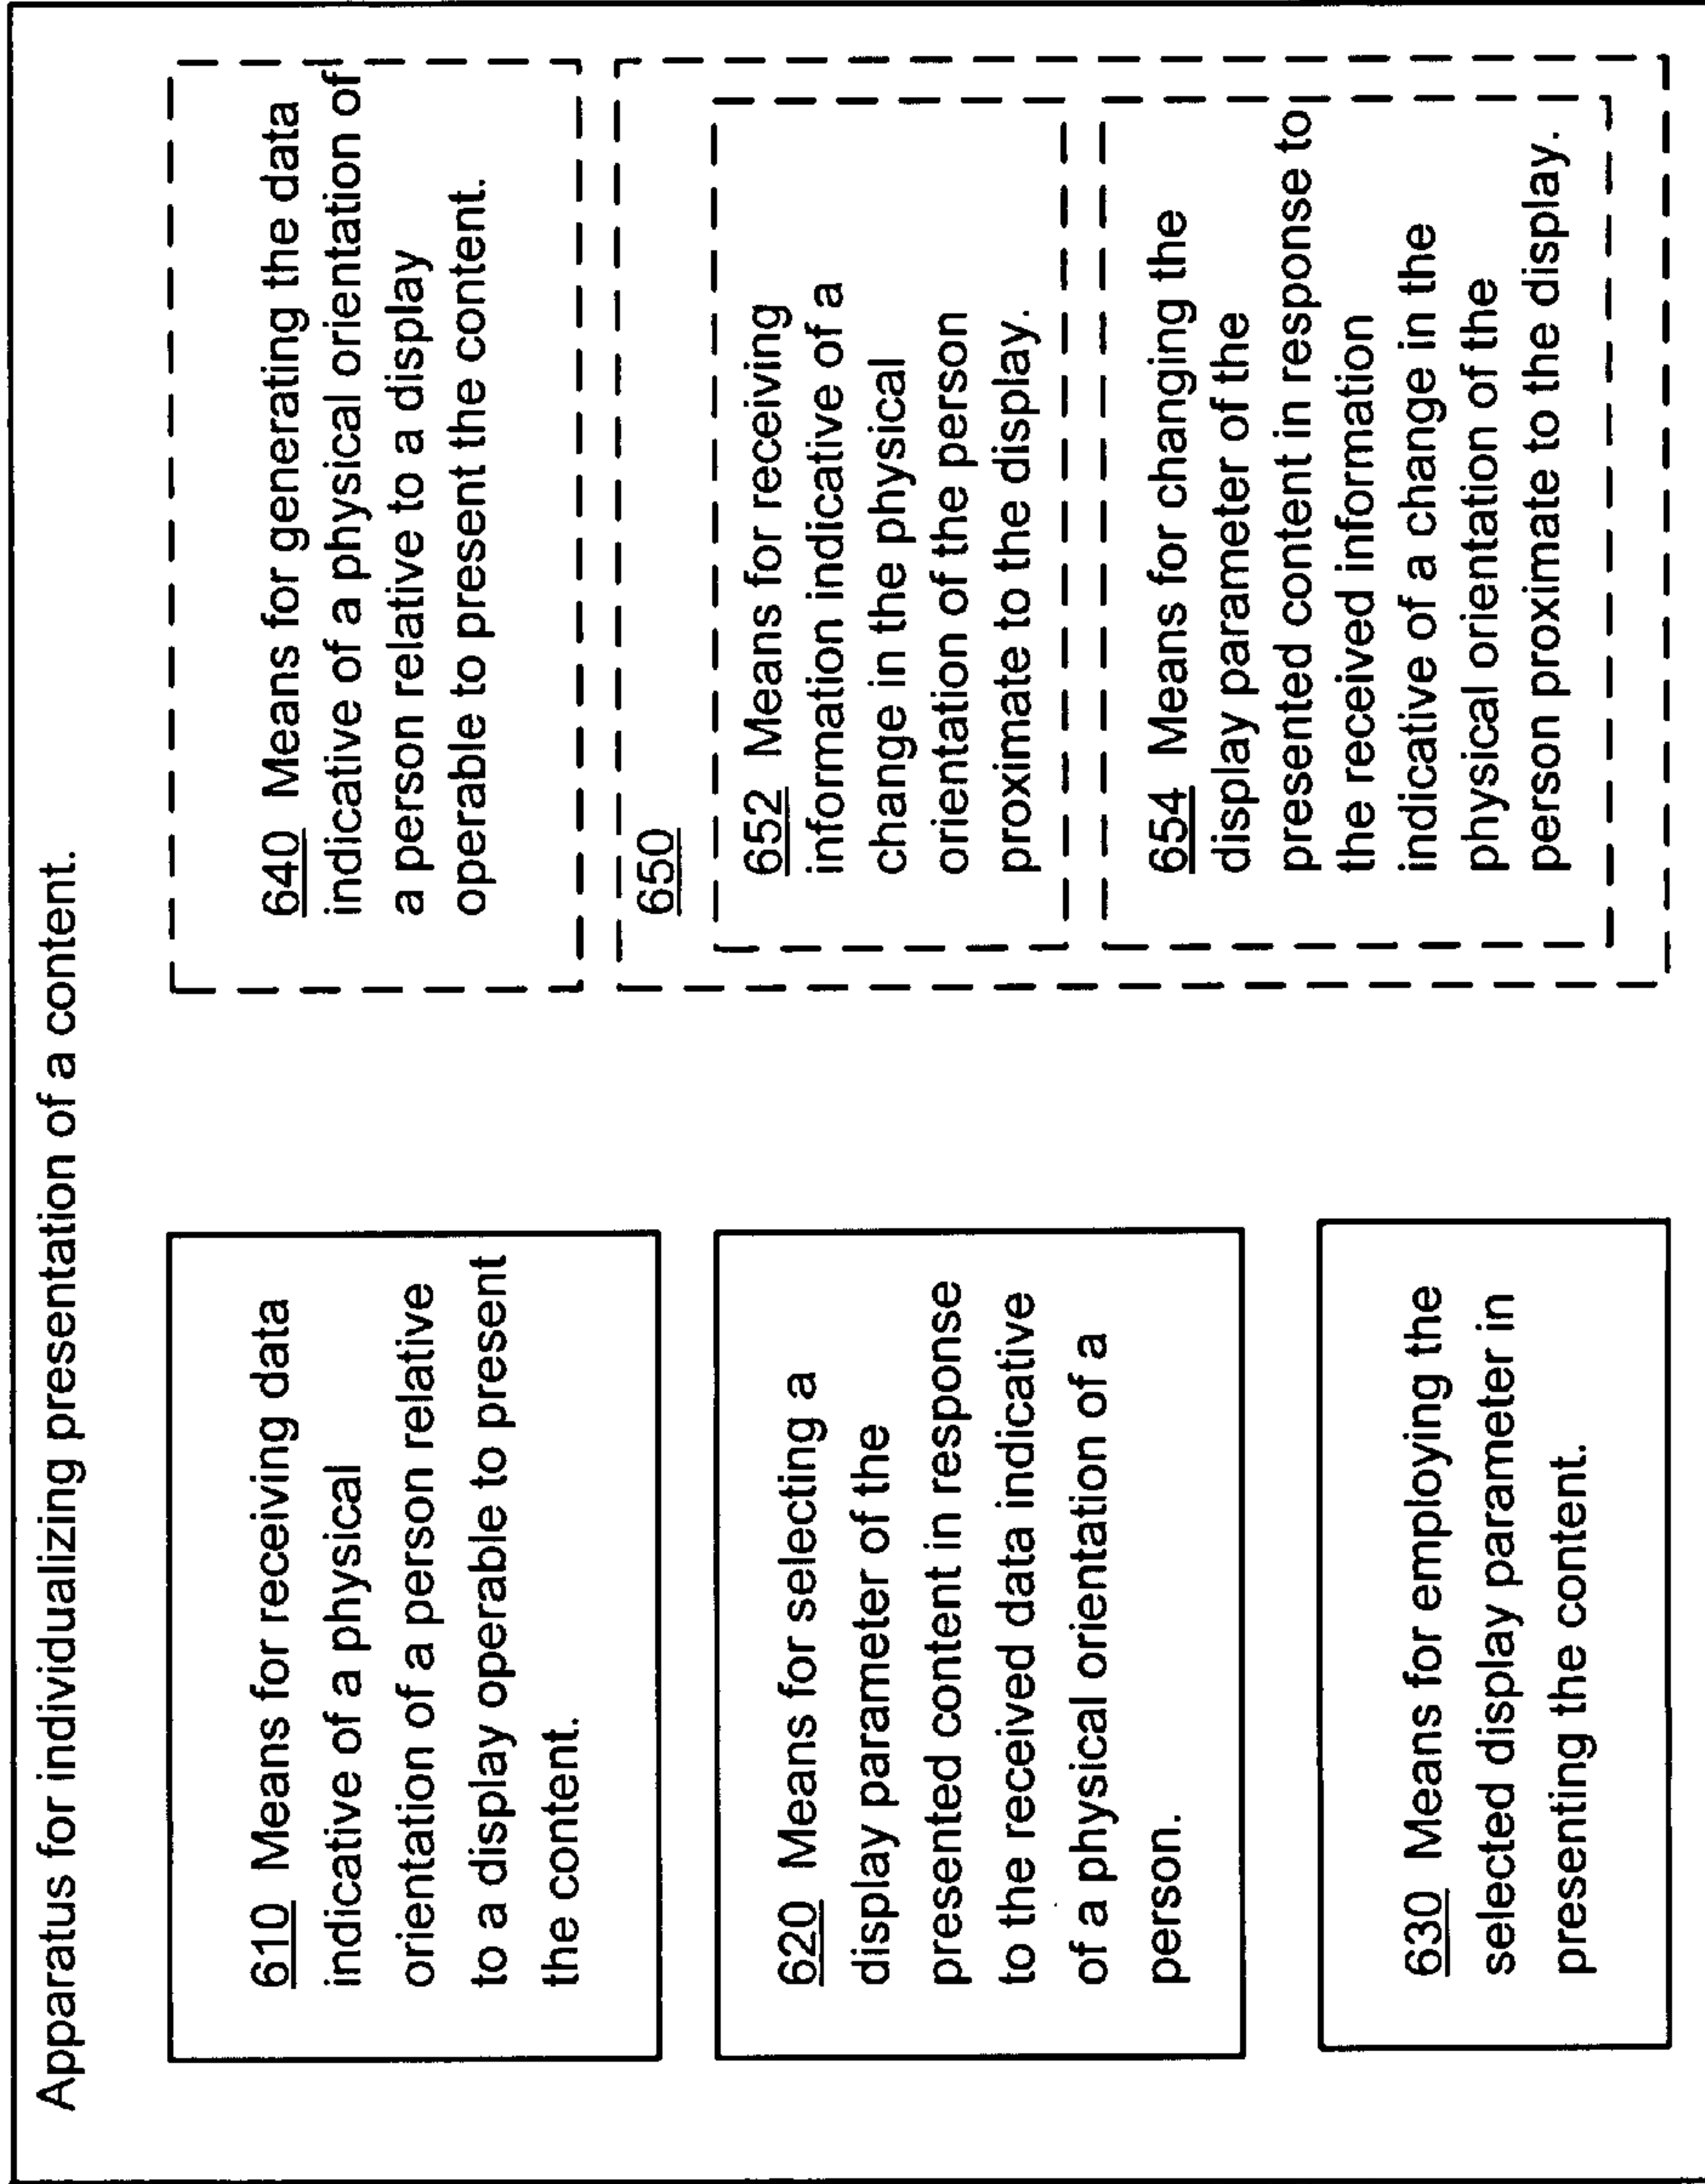 Apparatus for individualizing presentation of a content.
610 Means for receiving data
indicative of a physical
orientation of a person relative
to a display operable to present
the content.
620 Means for selecting a
display parameter of the
presented content in response
to the received data indicative
of a physical orientation of a
person.
630 Means for employing the
selected display parameter in
presenting the content.
640 Means for generating the data
indicative of a physical orientation of
a person relative to a display
operable to present the content.
650
652 Means for receiving
information indicative of a
change in the physical
orientation of the person
proximate to the display.
654 Means for changing the
display parameter of the
presented content in response to
the received information
indicative of a change in the
physical orientation of the
person proximate to the display.